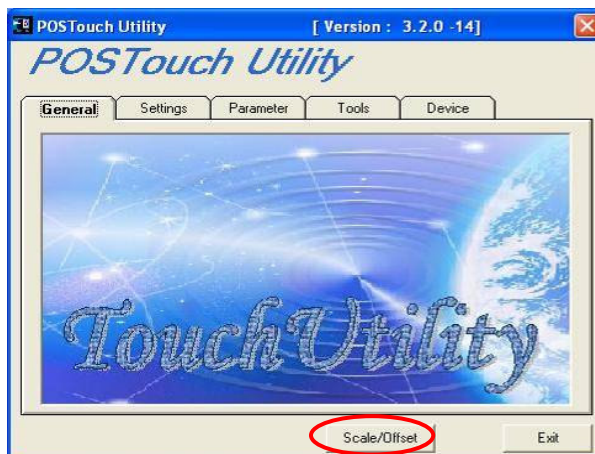 POSTouch Utility [ Version : 3.2.0 -14]
POSTouch Utility
General Settings Parameter Tools Device
TouchUtility
Scale/Offset Exit